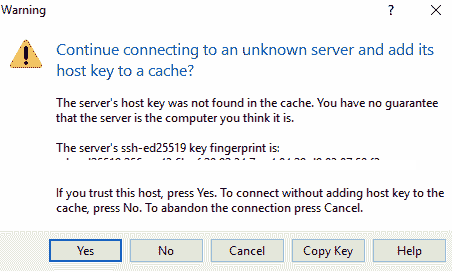 Warning
?
Continue connecting to an unknown server and add its
host key to a cache?
The server's host key was not found in the cache. You have no guarantee
that the server is the computer you think it is.
The server's ssh-ed25519 key fingerprint is:
If you trust this host, press Yes. To connect without adding host key to the
cache, press No. To abandon the connection press Cancel.
Yes
No
Cancel
Copy Key
Help